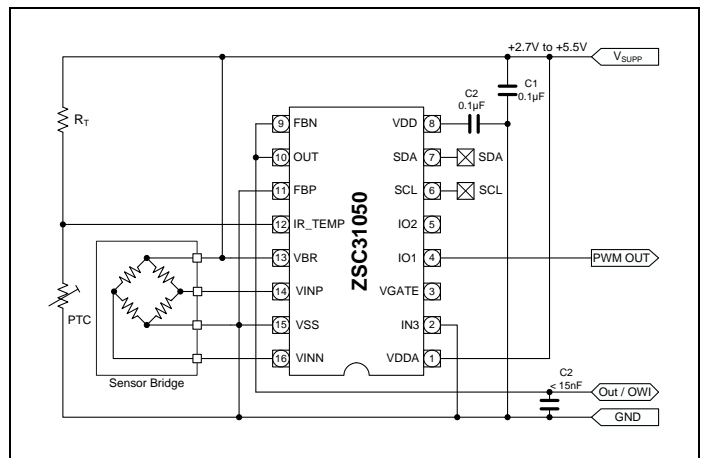 +2.7V to +5.5V
VSUPP
C1
0.1µF
C2
0.1µF
RT
9 FBN
VDD 8
10 OUT
SDA 7
SDA
11 FBP
SCL 6
SCL
12 IR_TEMP
IO2 5
13 VBR
IO1 4
PWM OUT
14 VINP
VGATE 3
15 VSS
IN3 2
16 VINN
VDDA 1
ZSC31050
PTC
Sensor Bridge
C2
< 15nF
Out / OWI
GND